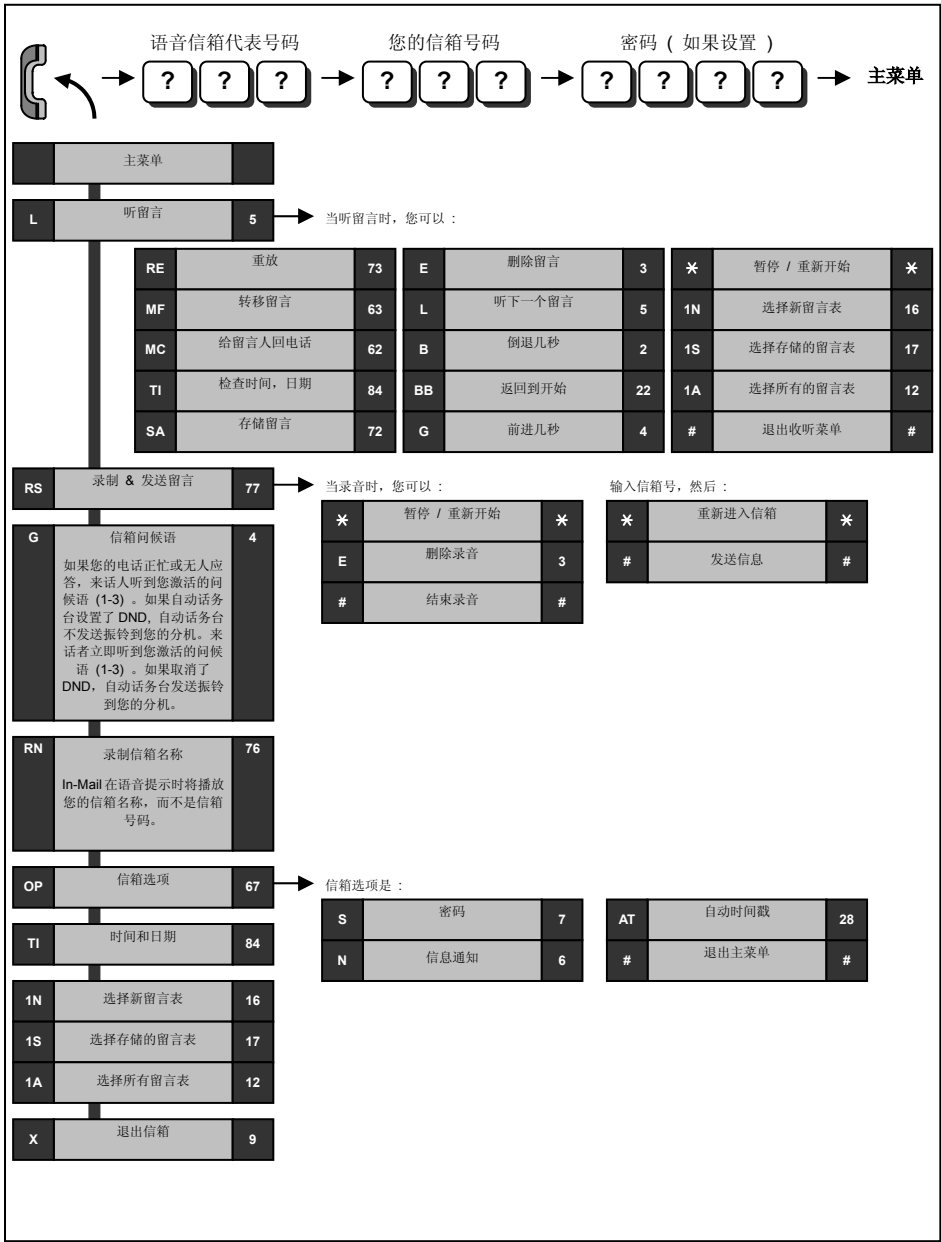 语音信箱代表号码 您的信箱号码 密码 ( 如果设置 )
? ? ? ? ? ? ? ? ? ? 主菜单
主菜单
L 听留言 5 当听留言时，您可以 :
RE 重放 73 E 删除留言 3 * 暂停 / 重新开始 *
MF 转移留言 63 L 听下一个留言 5 1N 选择新留言表 16
MC 给留言人回电话 62 B 倒退几秒 2 1S 选择存储的留言表 17
TI 检查时间，日期 84 BB 返回到开始 22 1A 选择所有的留言表 12
SA 存储留言 72 G 前进几秒 4 # 退出收听菜单 #
RS 录制 & 发送留言 77 当录音时，您可以 : 输入信箱号，然后 :
* 暂停 / 重新开始 * * 重新进入信箱 *
E 删除录音 3 # 发送信息 #
# 结束录音 #
G 信箱问候语 4
如果您的电话正忙或无人应
答，来话人听到您激活的问
候语 (1-3) 。如果自动话务
台设置了 DND, 自动话务台
不发送振铃到您的分机。来
话者立即听到您激活的问候
语 (1-3) 。如果取消了
DND，自动话务台发送振铃
到您的分机。
RN 录制信箱名称 76
In-Mail 在语音提示时将播放
您的信箱名称，而不是信箱
号码。
OP 信箱选项 67 信箱选项是 :
S 密码 7 AT 自动时间戳 28
N 信息通知 6 # 退出主菜单 #
TI 时间和日期 84
1N 选择新留言表 16
1S 选择存储的留言表 17
1A 选择所有留言表 12
X 退出信箱 9